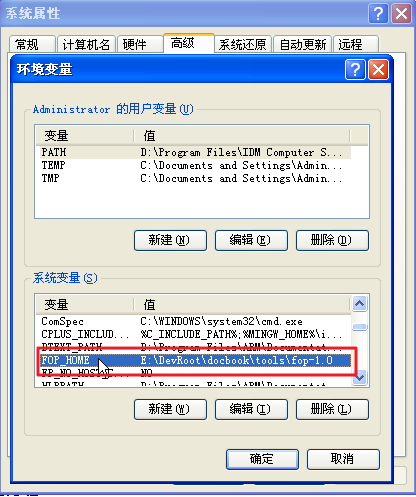 系统属性
常规 计算机名 硬件 高级 系统还原 自动更新 远程
环境变量
Administrator 的用户变量(U)
变量 值
PATH D:\Program Files\IDM Computer S...
TEMP C:\Documents and Settings\Admin...
TMP C:\Documents and Settings\Admin...
新建(N) 编辑(E) 删除(D)
系统变量(S)
变量 值
ComSpec C:\WINDOWS\system32\cmd.exe
CPLUS_INCLUD... %C_INCLUDE_PATH%;%MINGW_HOME%\i...
DTEXT_PATH D:\Program Files\ARM\Documentat...
FOP_HOME E:\DevRoot\docbook\tools\fop-1.0
FP_NO_HOST_C... NO
新建(W) 编辑(I) 删除(L)
确定 取消